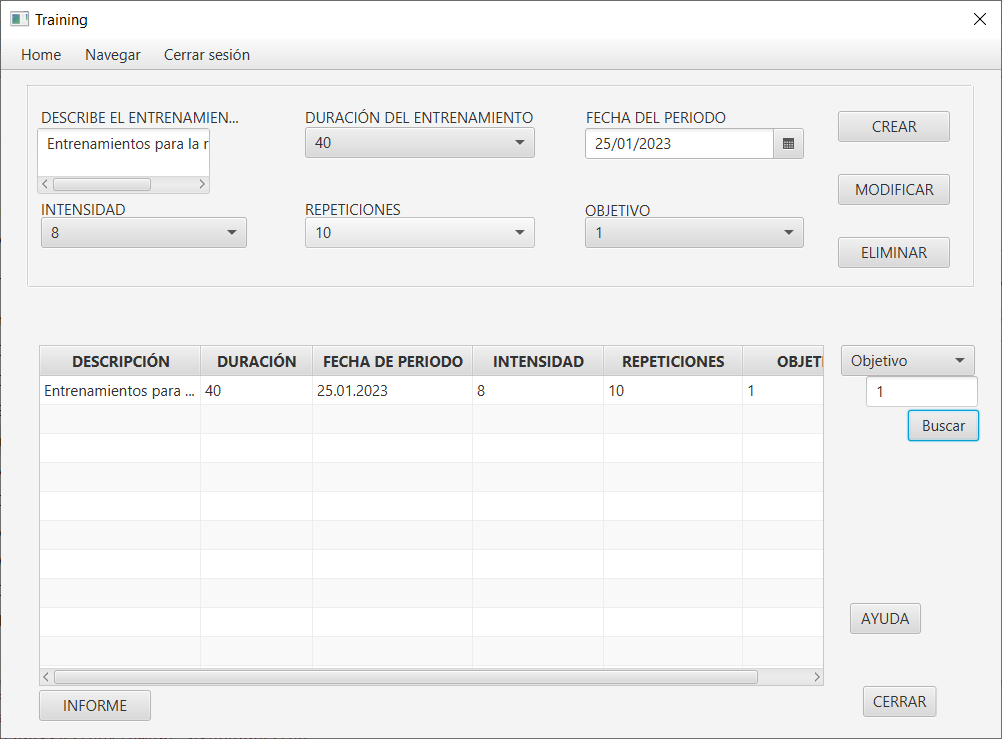 Training
Home Navegar Cerrar sesión
DESCRIBE EL ENTRENAMIEN... DURACIÓN DEL ENTRENAMIENTO FECHA DEL PERIODO
Entrenamientos para la r 40 25/01/2023 CREAR
MODIFICAR
INTENSIDAD REPETICIONES OBJETIVO
8 10 1
ELIMINAR
DESCRIPCIÓN DURACIÓN FECHA DE PERIODO INTENSIDAD REPETICIONES OBJETI Objetivo
Entrenamientos para ... 40 25.01.2023 8 10 1 1
Buscar
AYUDA
INFORME CERRAR